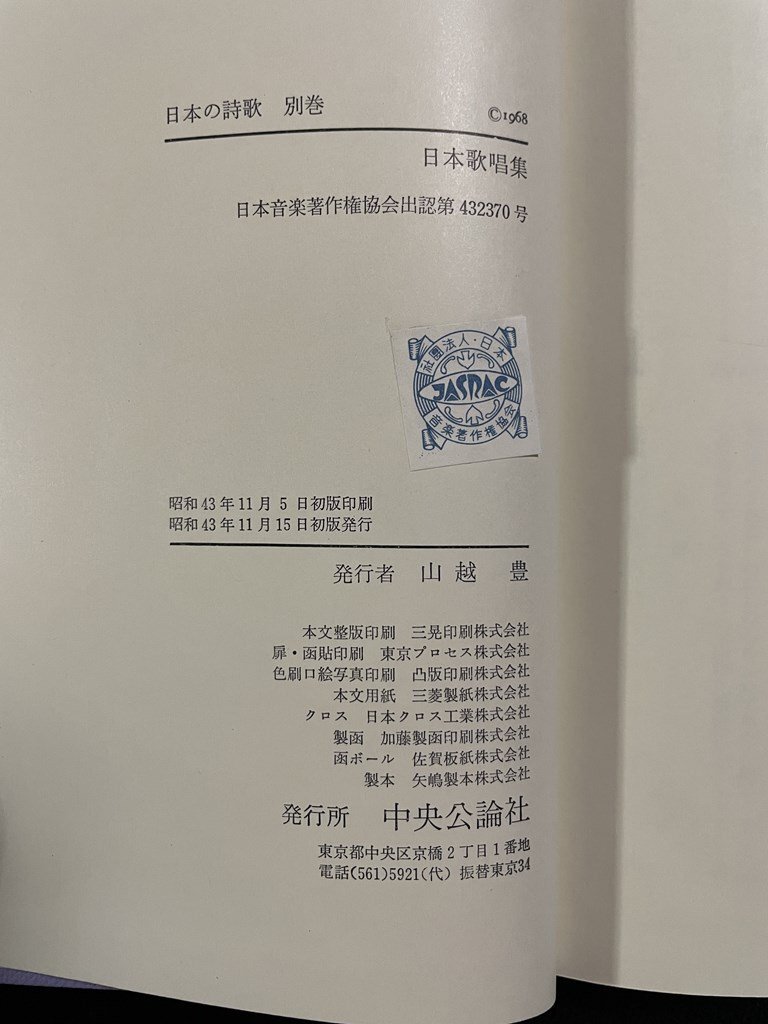 日本の詩歌　別巻　©1968
日本歌唱集
日本音楽著作権協会出認第 432370 号
社團法人・日本
JASRAC
音楽著作権協会
昭和 43 年 11 月 5 日初版印刷
昭和 43 年 11 月 15 日初版発行
発行者　山越　豊
本文整版印刷　三晃印刷株式会社
扉・函貼印刷　東京プロセス株式会社
色刷口絵写真印刷　凸版印刷株式会社
本文用紙　三菱製紙株式会社
クロス　日本クロス工業株式会社
製函　加藤製函印刷株式会社
函ボール　佐賀板紙株式会社
製本　矢嶋製本株式会社
発行所　中央公論社
東京都中央区京橋 2 丁目 1 番地
電話(561)5921(代)　振替東京34